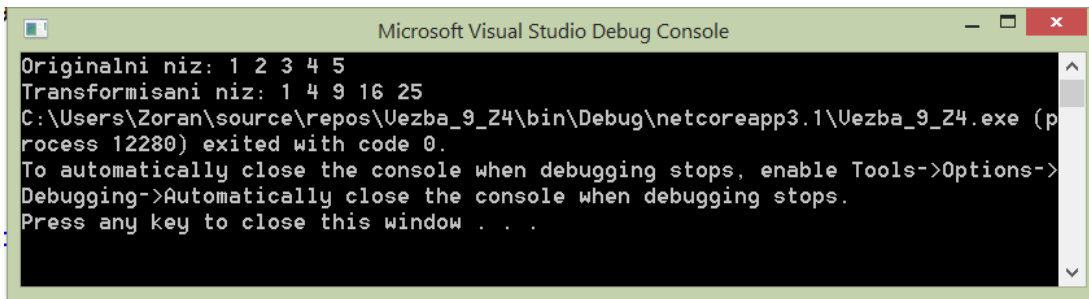 Microsoft Visual Studio Debug Console
Originalni niz: 1 2 3 4 5
Transformisani niz: 1 4 9 16 25
C:\Users\Zoran\source\repos\Vezba_9_Z4\bin\Debug\netcoreapp3.1\Vezba_9_Z4.exe (p
rocess 12280) exited with code 0.
To automatically close the console when debugging stops, enable Tools->Options->
Debugging->Automatically close the console when debugging stops.
Press any key to close this window . . .